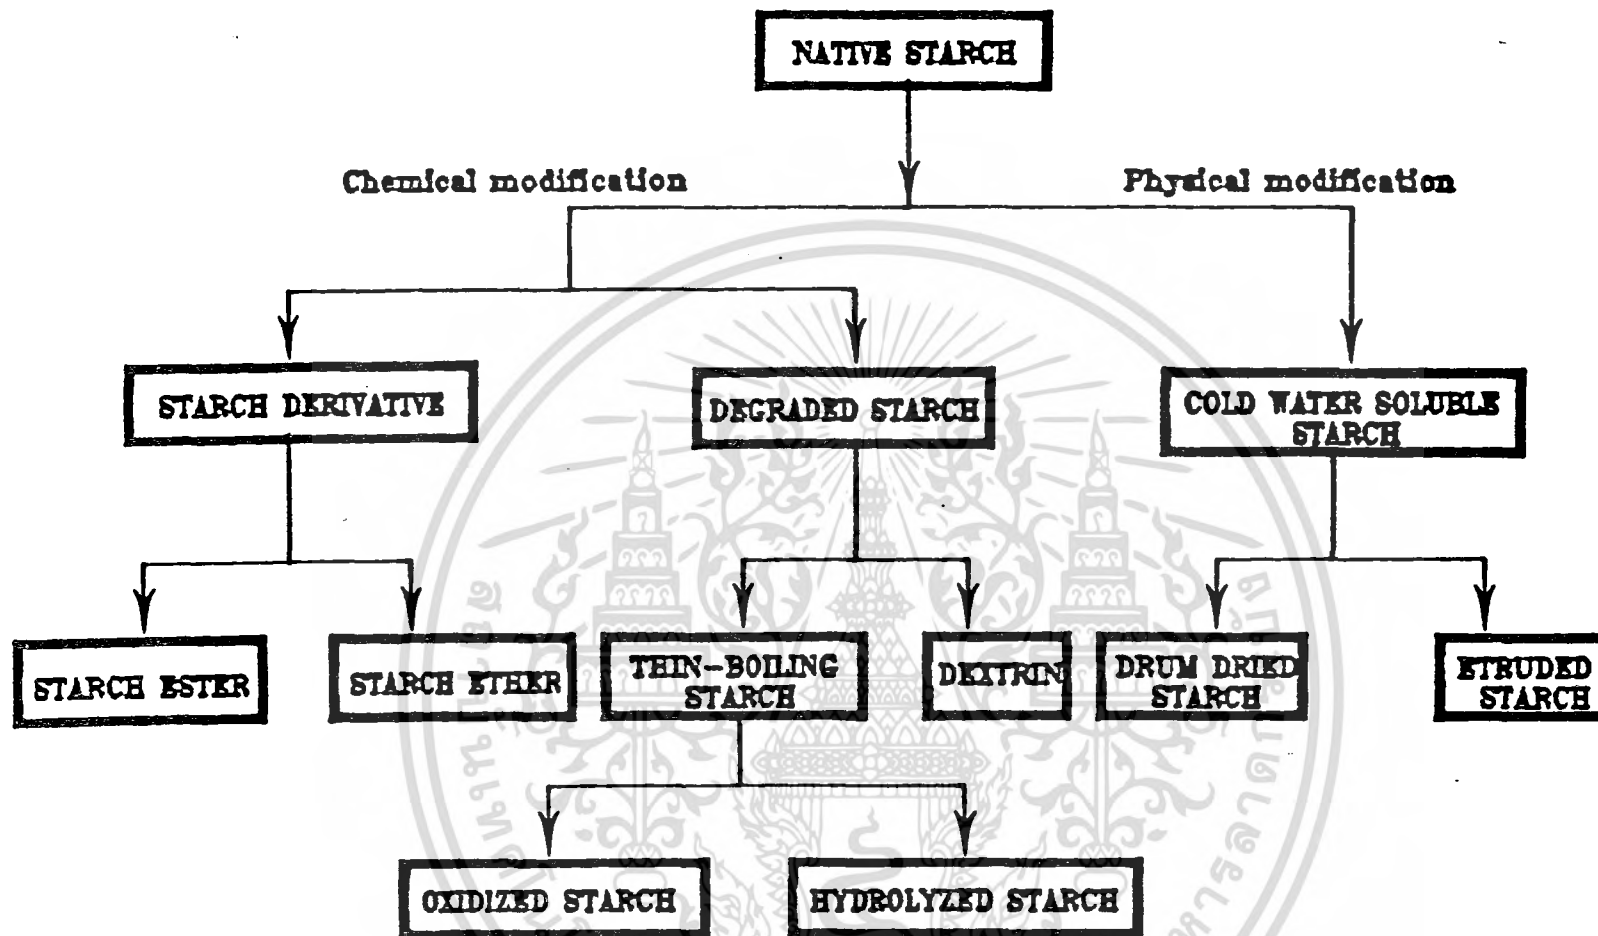 NATIVE STARCH
Chemical modification
Physical modification
STARCH DERIVATIVE
DEGRADED STARCH
COLD WATER SOLUBLE
STARCH
STARCH ESTER
STARCH ETHER
THIN-BOILING
STARCH
DEXTRIN
DRUM DRIED
STARCH
ETRUDED
STARCH
OXIDIZED STARCH
HYDROLYZED STARCH